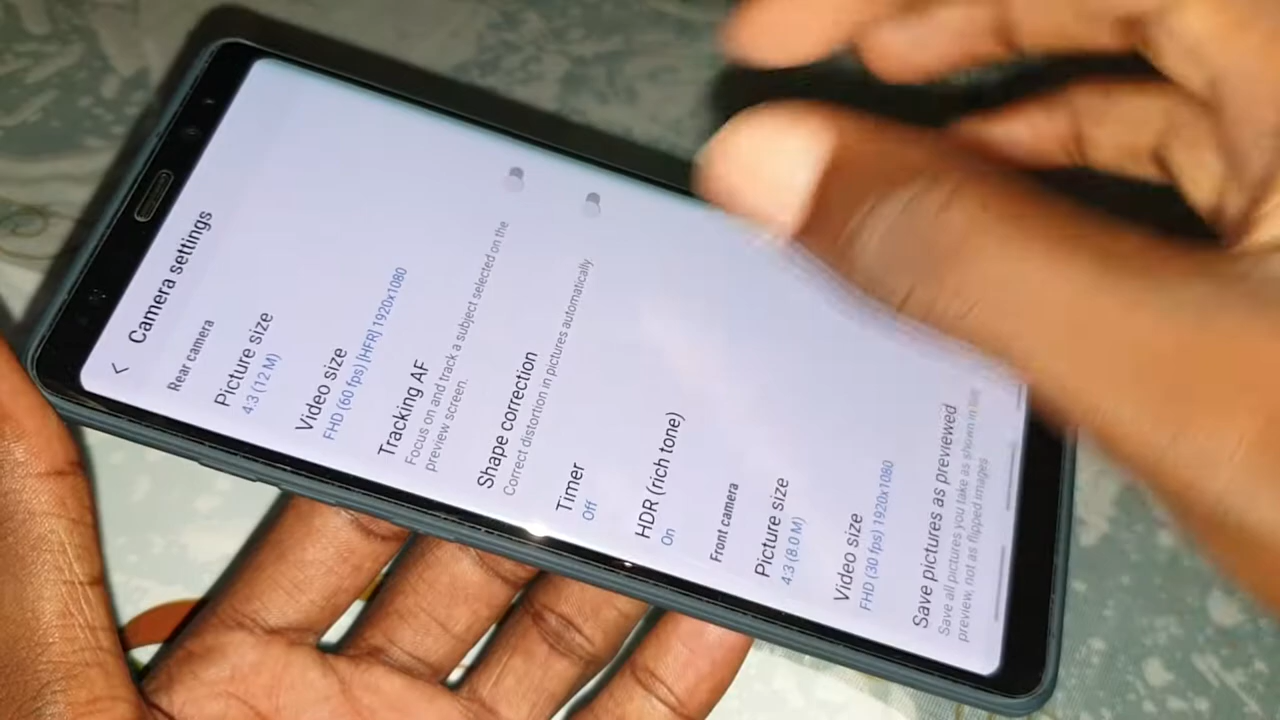 Camera settings
Rear camera
Picture size
4:3 (12 M)
Video size
FHD (60 fps) [HFR] 1920x1080
Tracking AF
Focus on and track a subject selected on the
preview screen.
Shape correction
Correct distortion in pictures automatically
Timer
Off
HDR (rich tone)
On
Front camera
Picture size
4:3 (8.0 M)
Video size
FHD (30 fps) 1920x1080
Save pictures as previewed
Save all pictures you take as shown in the
preview, not as flipped images